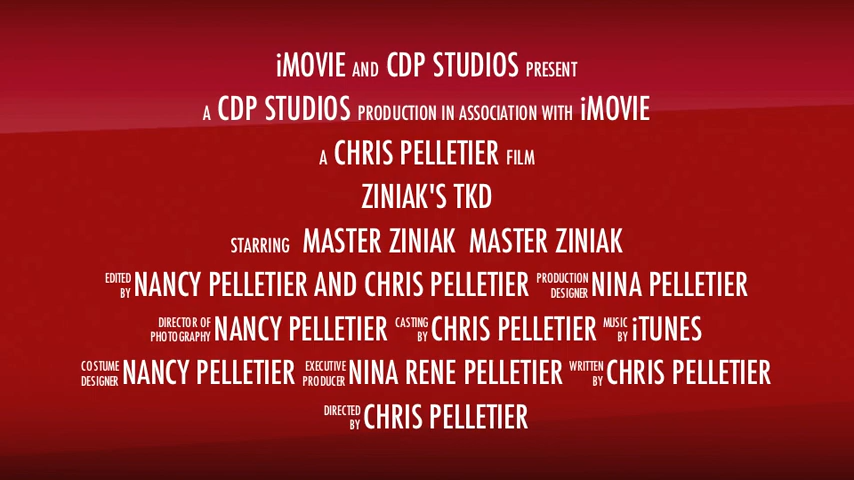 iMOVIE AND CDP STUDIOS PRESENT
A CDP STUDIOS PRODUCTION IN ASSOCIATION WITH iMOVIE
A CHRIS PELLETIER FILM
ZINIAK'S TKD
STARRING MASTER ZINIAK MASTER ZINIAK
EDITED BY NANCY PELLETIER AND CHRIS PELLETIER PRODUCTION DESIGNER NINA PELLETIER
DIRECTOR OF PHOTOGRAPHY NANCY PELLETIER CASTING BY CHRIS PELLETIER MUSIC BY iTUNES
COSTUME DESIGNER NANCY PELLETIER EXECUTIVE PRODUCER NINA RENE PELLETIER WRITTEN BY CHRIS PELLETIER
DIRECTED BY CHRIS PELLETIER